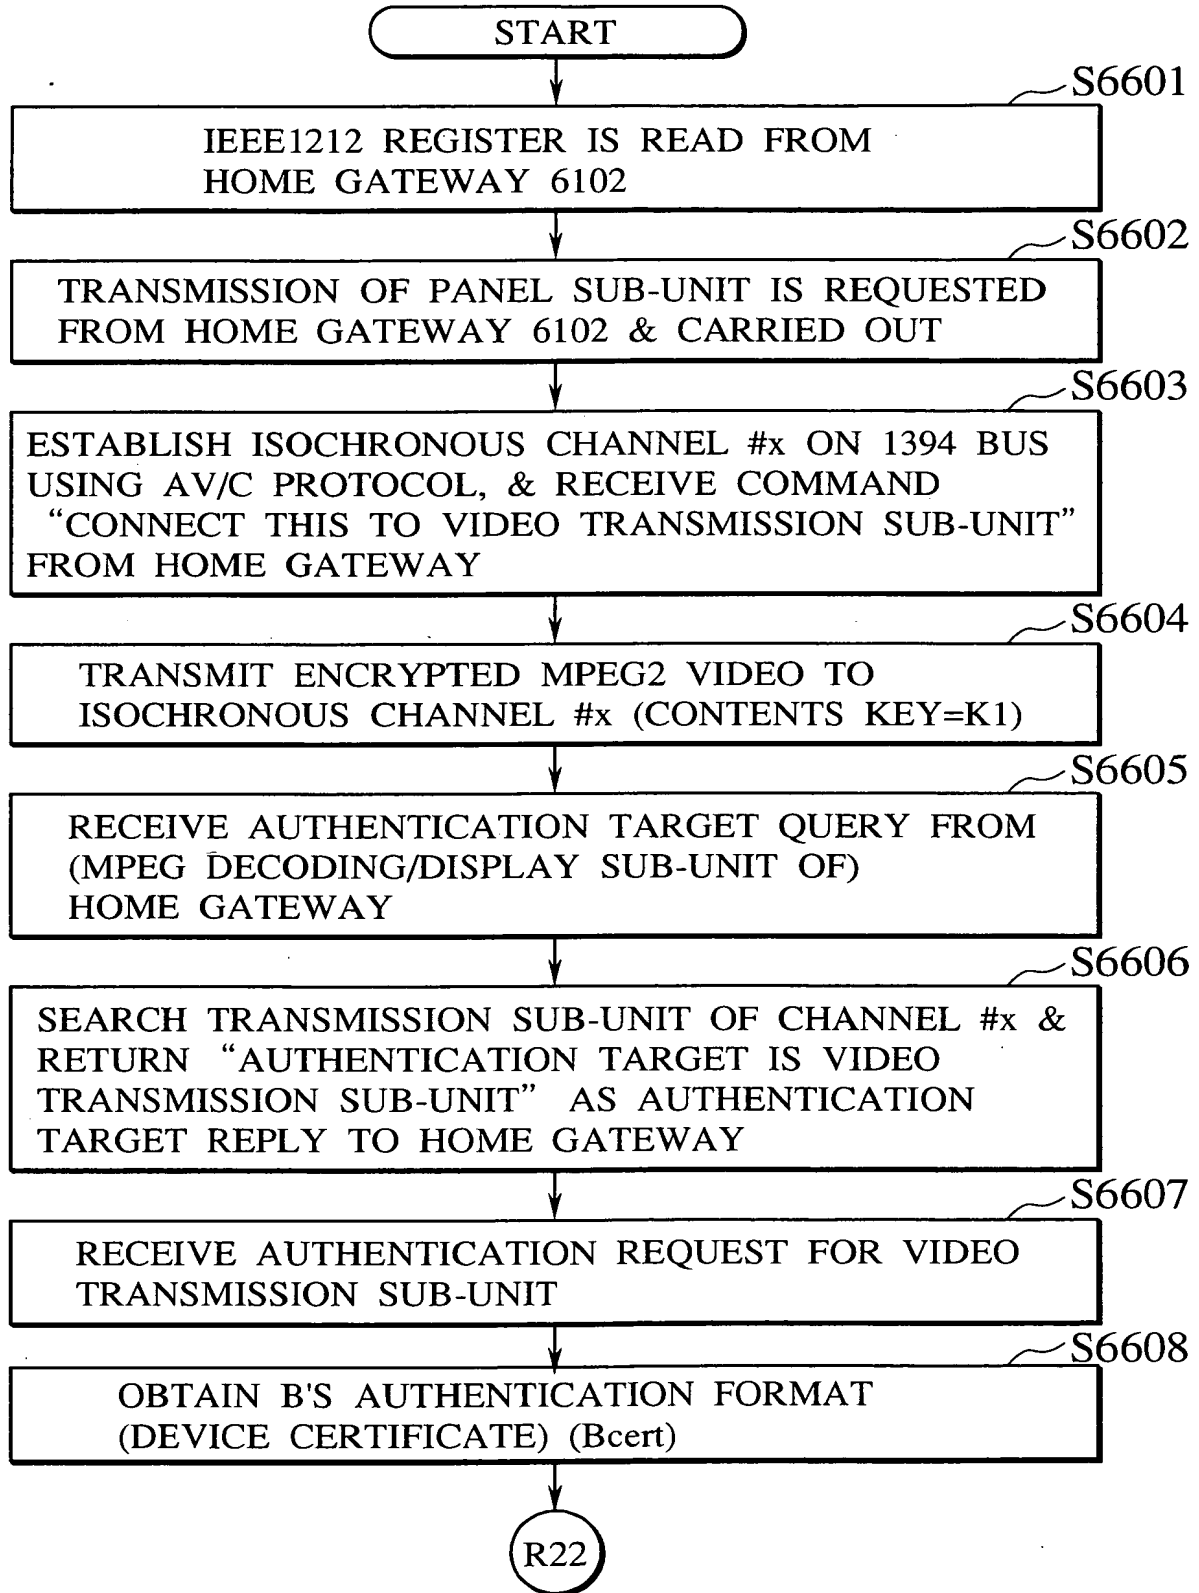 START
S6601
IEEE1212 REGISTER IS READ FROM
HOME GATEWAY 6102
S6602
TRANSMISSION OF PANEL SUB-UNIT IS REQUESTED
FROM HOME GATEWAY 6102 & CARRIED OUT
S6603
ESTABLISH ISOCHRONOUS CHANNEL #x ON 1394 BUS
USING AV/C PROTOCOL, & RECEIVE COMMAND
“CONNECT THIS TO VIDEO TRANSMISSION SUB-UNIT”
FROM HOME GATEWAY
S6604
TRANSMIT ENCRYPTED MPEG2 VIDEO TO
ISOCHRONOUS CHANNEL #x (CONTENTS KEY=K1)
S6605
RECEIVE AUTHENTICATION TARGET QUERY FROM
(MPEG DECODING/DISPLAY SUB-UNIT OF)
HOME GATEWAY
S6606
SEARCH TRANSMISSION SUB-UNIT OF CHANNEL #x &
RETURN “AUTHENTICATION TARGET IS VIDEO
TRANSMISSION SUB-UNIT” AS AUTHENTICATION
TARGET REPLY TO HOME GATEWAY
S6607
RECEIVE AUTHENTICATION REQUEST FOR VIDEO
TRANSMISSION SUB-UNIT
S6608
OBTAIN B'S AUTHENTICATION FORMAT
(DEVICE CERTIFICATE) (Bcert)
R22